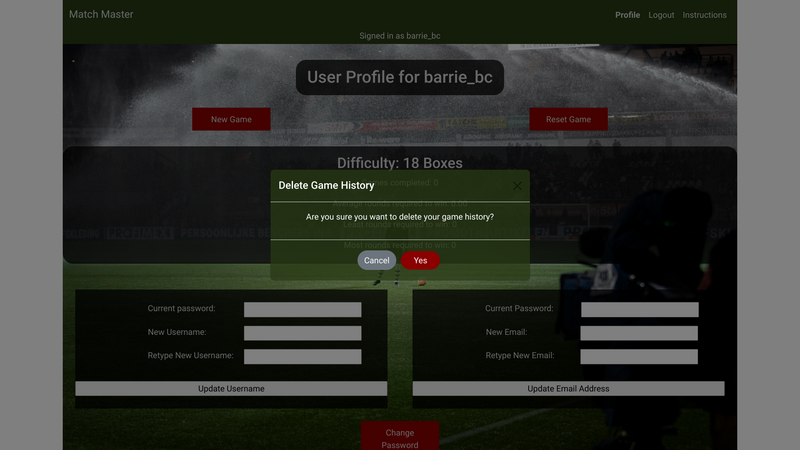 Match Master
Profile Logout Instructions
Signed in as barrie_bc
User Profile for barrie_bc
New Game
Reset Game
Difficulty: 18 Boxes
completed: 0
Delete Game History
Average rounds required to win: 0.00
Are you sure you want to delete your game history?
Least rounds required to win: 0
Most rounds required to win: 0
PERSOONLIJKE
Cancel Yes
Current password:
New Username:
Retype New Username:
Update Username
Current Password:
New Email:
Retype New Email:
Update Email Address
Change
Password